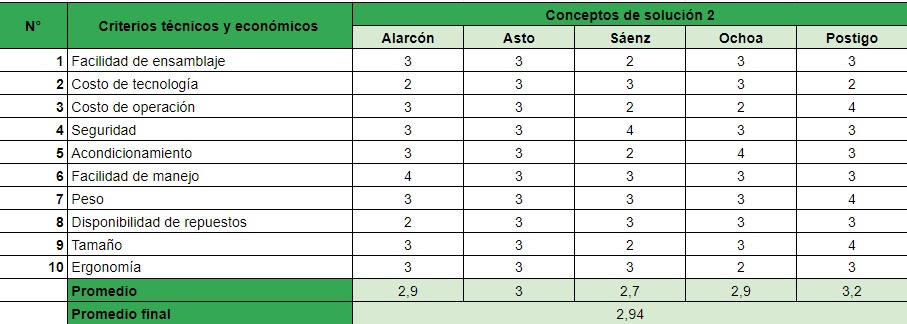 N° Criterios técnicos y económicos Conceptos de solución 2
Alarcón Asto Sáenz Ochoa Postigo
1 Facilidad de ensamblaje 3 3 2 3 3
2 Costo de tecnología 2 3 3 3 2
3 Costo de operación 3 3 2 2 4
4 Seguridad 3 3 4 3 3
5 Acondicionamiento 3 3 2 4 3
6 Facilidad de manejo 4 3 3 3 3
7 Peso 3 3 3 3 4
8 Disponibilidad de repuestos 2 3 3 3 3
9 Tamaño 3 3 2 3 4
10 Ergonomía 3 3 3 2 3
Promedio 2,9 3 2,7 2,9 3,2
Promedio final 2,94